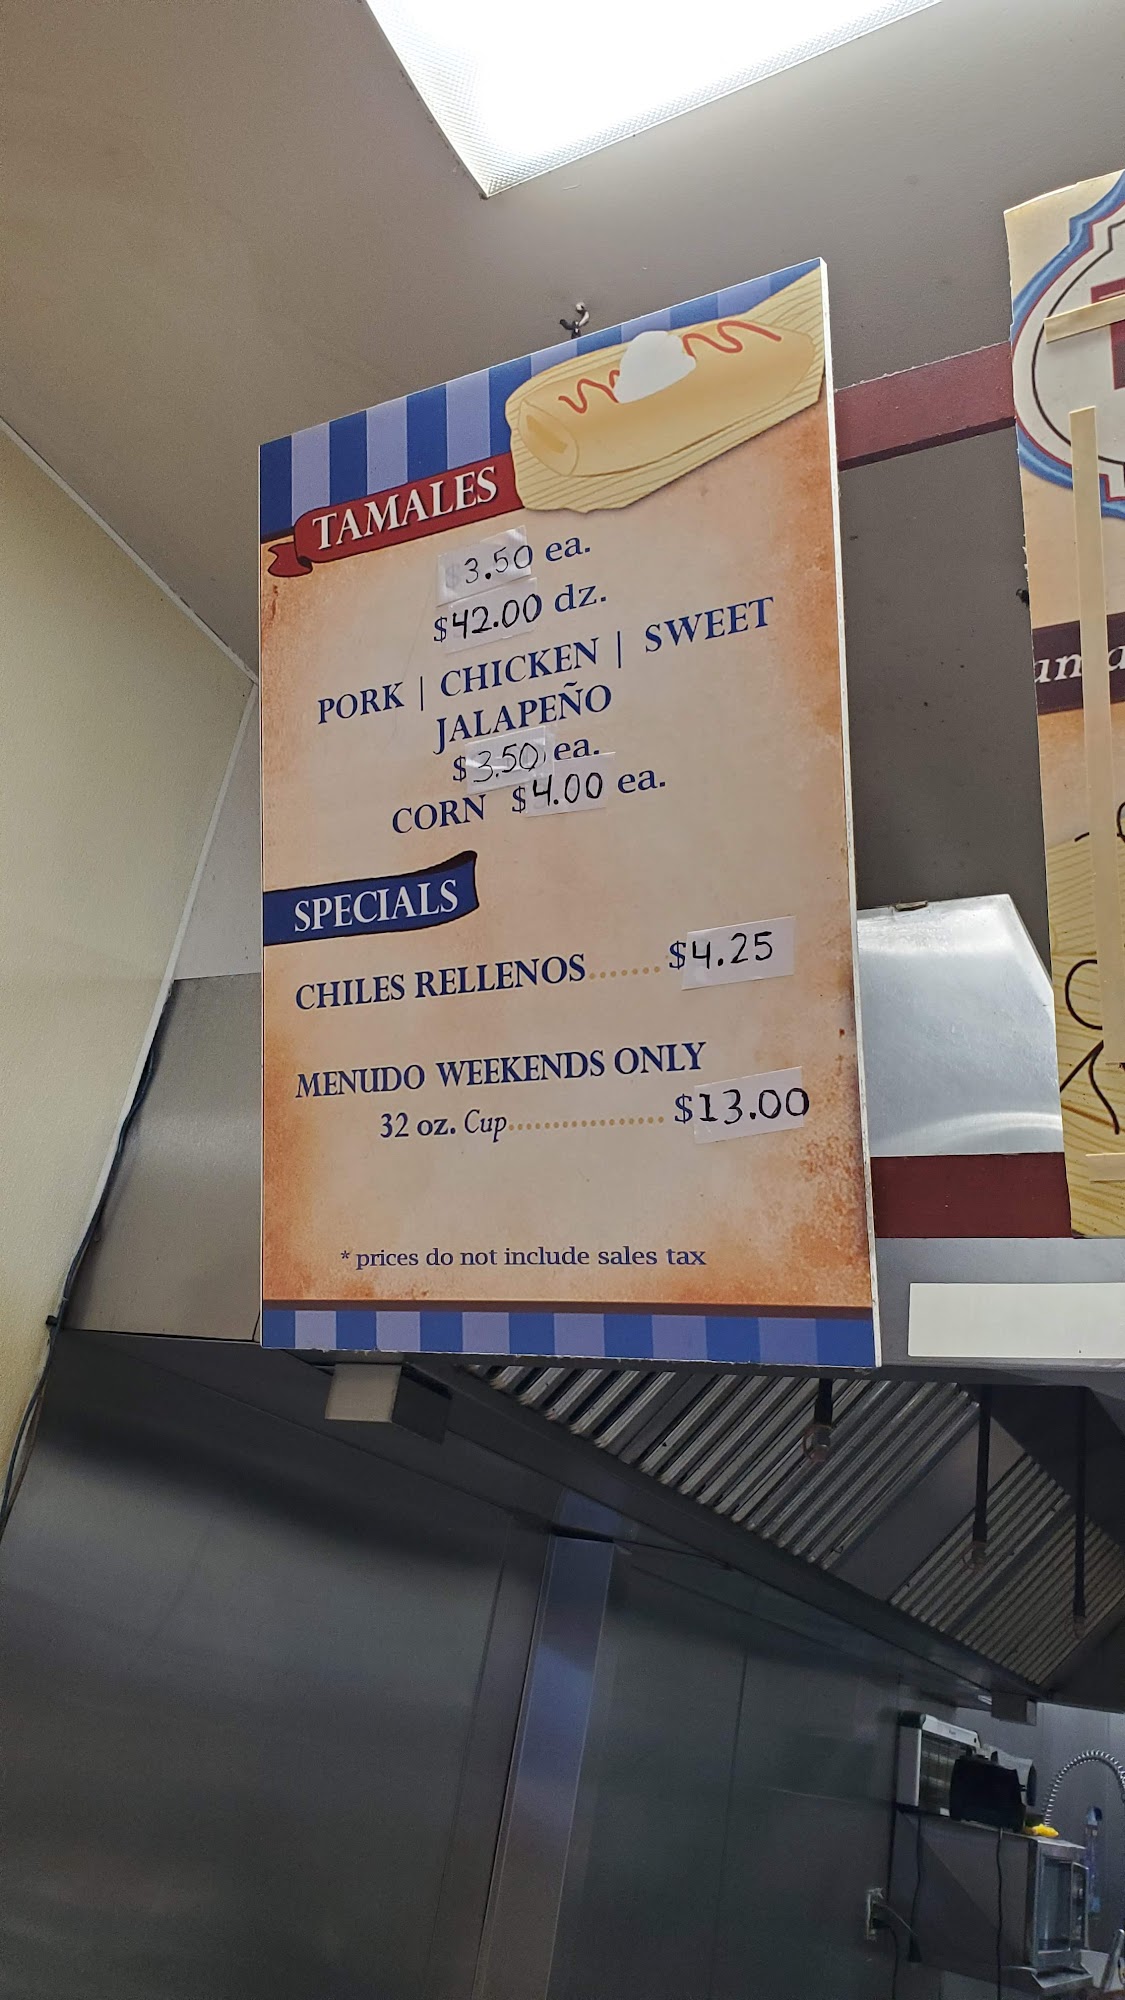 TAMALES
$3.50 ea.
$42.00 dz.
PORK | CHICKEN | SWEET
JALAPEÑO
$3.50 ea.
CORN $4.00 ea.
SPECIALS
CHILES RELLENOS....... $4.25
MENUDO WEEKENDS ONLY
32 oz. Cup................. $13.00
* prices do not include sales tax